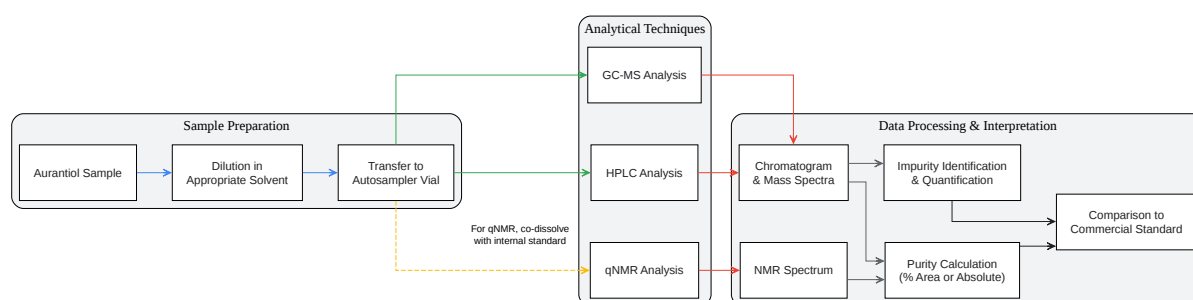 Analytical Techniques
GC-MS Analysis
Sample Preparation
Data Processing & Interpretation
Aurantiol Sample
Dilution in
Appropriate Solvent
Transfer to
Autosampler Vial
HPLC Analysis
Chromatogram
& Mass Spectra
Impurity Identification
& Quantification
Comparison to
Commercial Standard
For qNMR, co-dissolve
with internal standard
qNMR Analysis
NMR Spectrum
Purity Calculation
(% Area or Absolute)